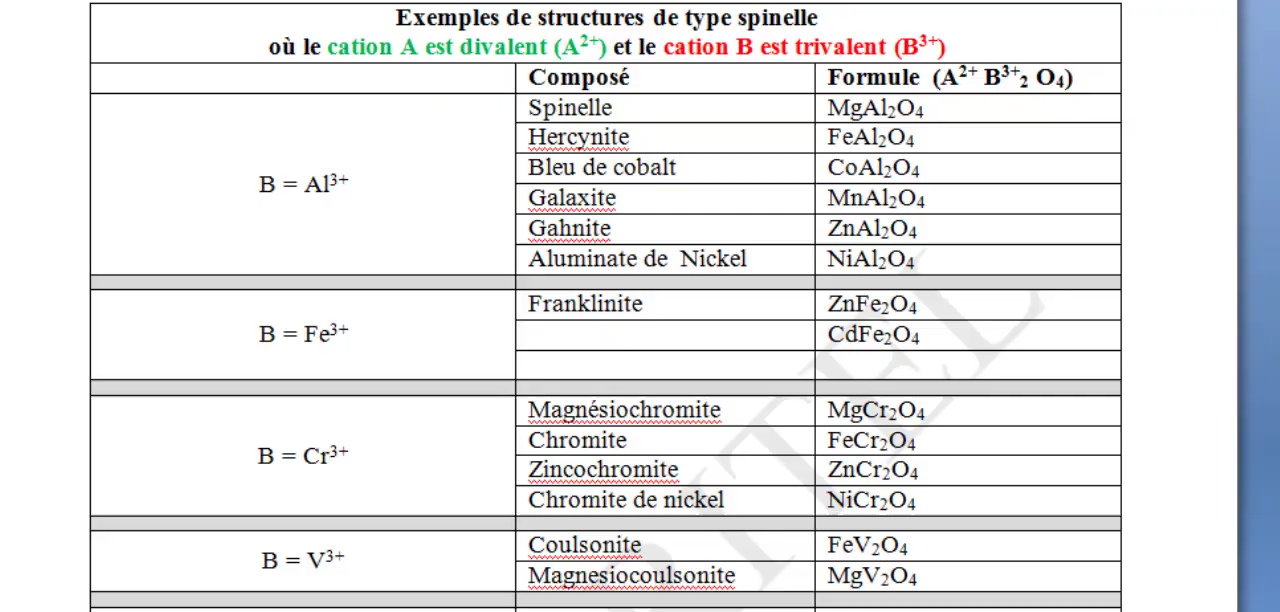 Exemples de structures de type spinelle
où le cation A est divalent (A²⁺) et le cation B est trivalent (B³⁺)
Composé Formule (A²⁺ B³⁺₂ O₄)
B = Al³⁺
Spinelle MgAl₂O₄
Hercynite FeAl₂O₄
Bleu de cobalt CoAl₂O₄
Galaxite MnAl₂O₄
Gahnite ZnAl₂O₄
Aluminate de Nickel NiAl₂O₄
B = Fe³⁺
Franklinite ZnFe₂O₄
CdFe₂O₄
B = Cr³⁺
Magnésiochromite MgCr₂O₄
Chromite FeCr₂O₄
Zincochromite ZnCr₂O₄
Chromite de nickel NiCr₂O₄
B = V³⁺
Coulsonite FeV₂O₄
Magnesiocoulsonite MgV₂O₄